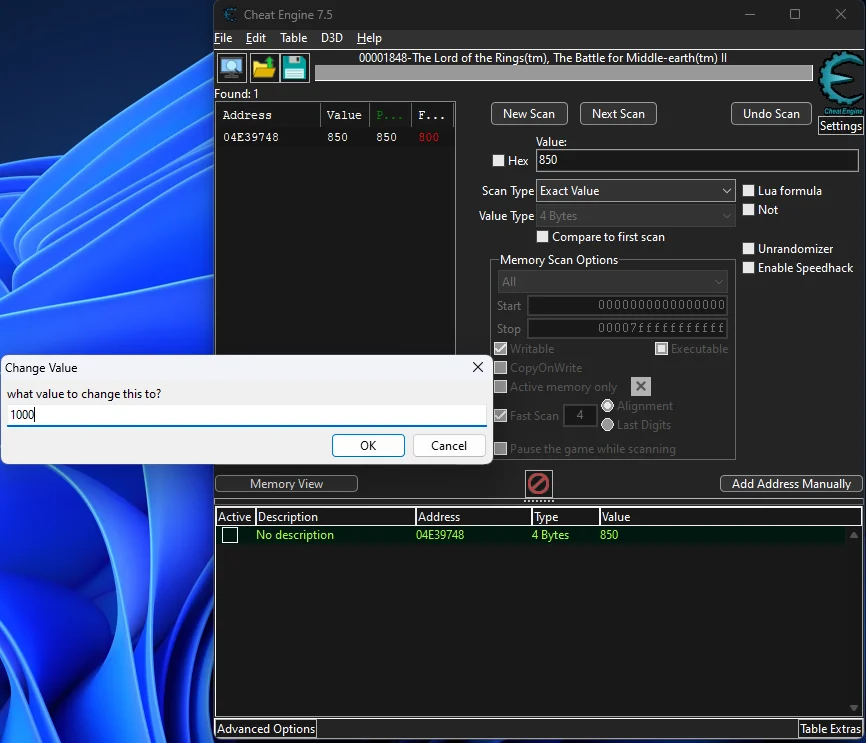 Cheat Engine 7.5
File Edit Table D3D Help
00001848-The Lord of the Rings(tm), The Battle for Middle-earth(tm) II
Found: 1
Cheat Engine
Settings
Address Value P... F...
04E39748 850 850 800
New Scan Next Scan Undo Scan
Value:
Hex 850
Scan Type Exact Value
Lua formula
Value Type 4 Bytes
Not
Compare to first scan
Unrandomizer
Enable Speedhack
Memory Scan Options
All
Start 0000000000000000
Stop 00007fffffffffff
Writable Executable
CopyOnWrite
Active memory only
Fast Scan 4 Alignment
Last Digits
Pause the game while scanning
Change Value
what value to change this to?
1000
OK Cancel
Memory View Add Address Manually
Active Description Address Type Value
No description 04E39748 4 Bytes 850
Advanced Options Table Extras